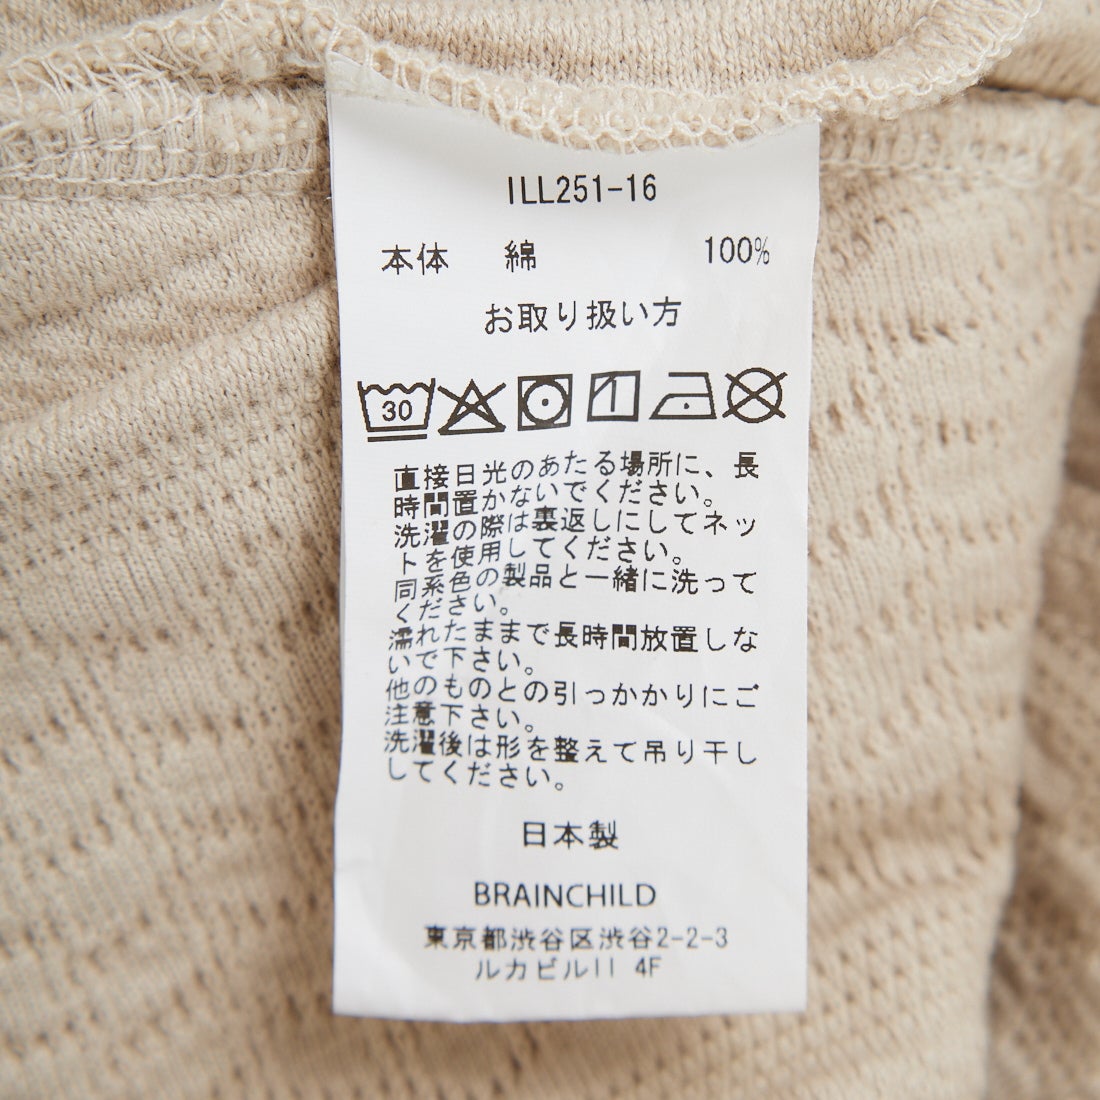 ILL251-16
本体 綿 100%
お取り扱い方
30
直接日光のあたる場所に、長
時間置かないでください。
洗濯の際は裏返しにしてネッ
トを使用してください。
同系色の製品と一緒に洗って
ください。
濡れたままで長時間放置しな
いで下さい。
他のものとの引っかかりにご
注意下さい。
洗濯後は形を整えて吊り干し
してください。
日本製
BRAINCHILD
東京都渋谷区渋谷2-2-3
ルカビルII 4F